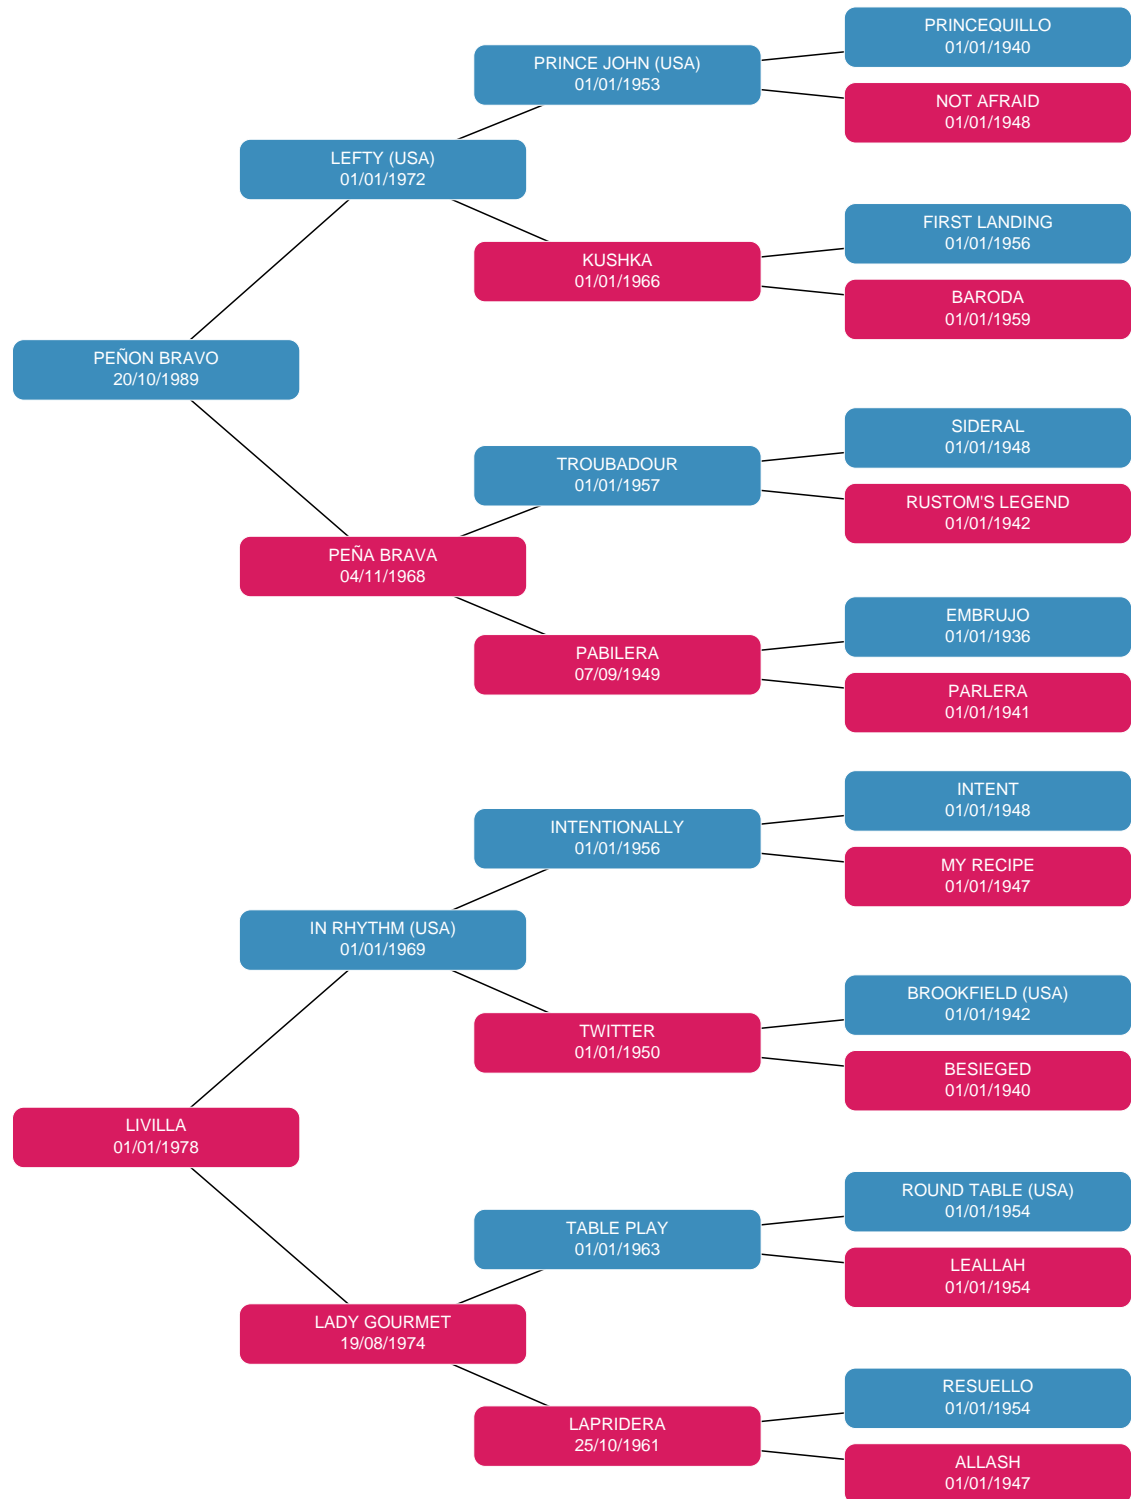 PRINCEQUILLO
01/01/1940
PRINCE JOHN (USA)
01/01/1953
NOT AFRAID
01/01/1948
LEFTY (USA)
01/01/1972
FIRST LANDING
01/01/1956
KUSHKA
01/01/1966
BARODA
01/01/1959
PEÑON BRAVO
20/10/1989
SIDERAL
01/01/1948
TROUBADOUR
01/01/1957
RUSTOM'S LEGEND
01/01/1942
PEÑA BRAVA
04/11/1968
EMBRUJO
01/01/1936
PABILERA
07/09/1949
PARLERA
01/01/1941
INTENT
01/01/1948
INTENTIONALLY
01/01/1956
MY RECIPE
01/01/1947
IN RHYTHM (USA)
01/01/1969
BROOKFIELD (USA)
01/01/1942
TWITTER
01/01/1950
BESIEGED
01/01/1940
LIVILLA
01/01/1978
ROUND TABLE (USA)
01/01/1954
TABLE PLAY
01/01/1963
LEALLAH
01/01/1954
LADY GOURMET
19/08/1974
RESUELLO
01/01/1954
LAPRIDERA
25/10/1961
ALLASH
01/01/1947